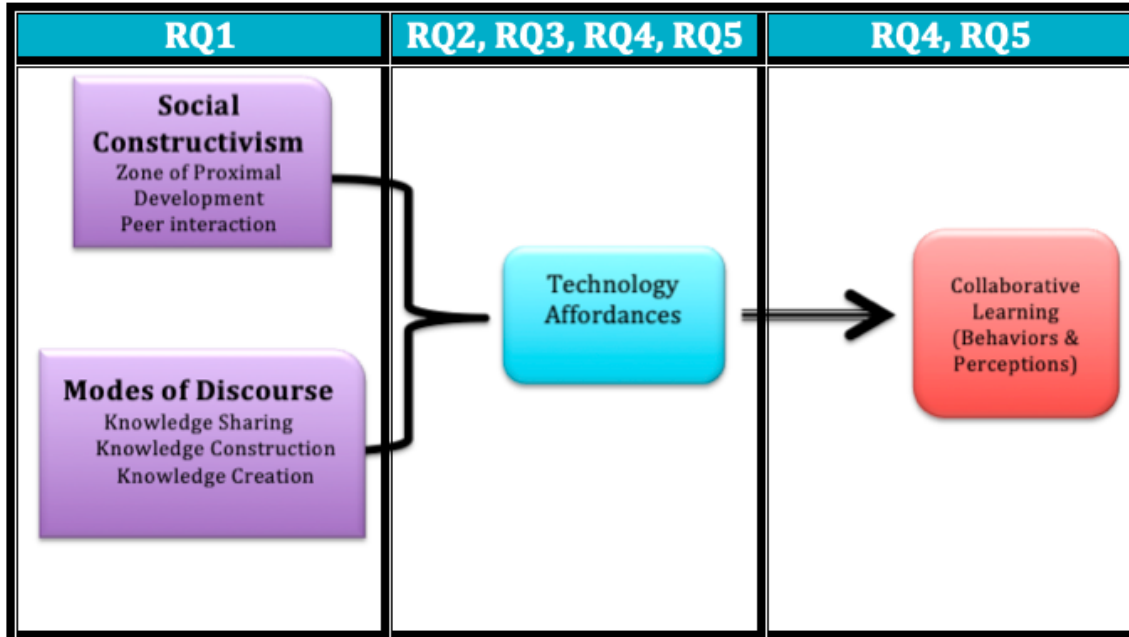 RQ1
RQ2, RQ3, RQ4, RQ5
RQ4, RQ5
Social
Constructivism
Zone of Proximal
Development
Peer interaction
Modes of Discourse
Knowledge Sharing
Knowledge Construction
Knowledge Creation
Technology
Affordances
Collaborative
Learning
(Behaviors &
Perceptions)